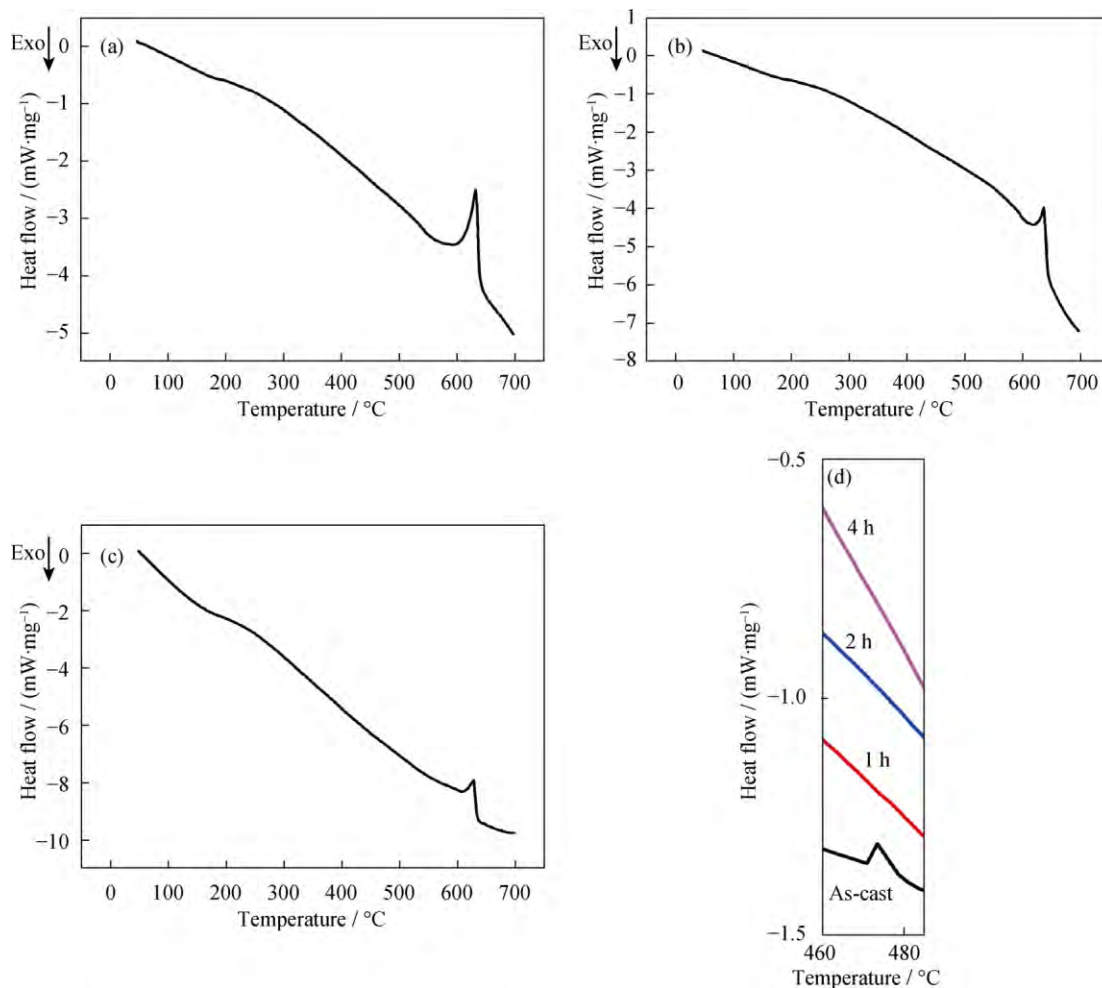 Exo
(a)
0
−1
−2
−3
−4
−5
Heat flow / (mW·mg⁻¹)
0 100 200 300 400 500 600 700
Temperature / °C
Exo
(b)
1
0
−1
−2
−3
−4
−5
−6
−7
−8
Heat flow / (mW·mg⁻¹)
0 100 200 300 400 500 600 700
Temperature / °C
Exo
(c)
0
−2
−4
−6
−8
−10
Heat flow / (mW·mg⁻¹)
0 100 200 300 400 500 600 700
Temperature / °C
(d)
−0.5
−1.0
−1.5
Heat flow / (mW·mg⁻¹)
4 h
2 h
1 h
As-cast
460 480
Temperature / °C